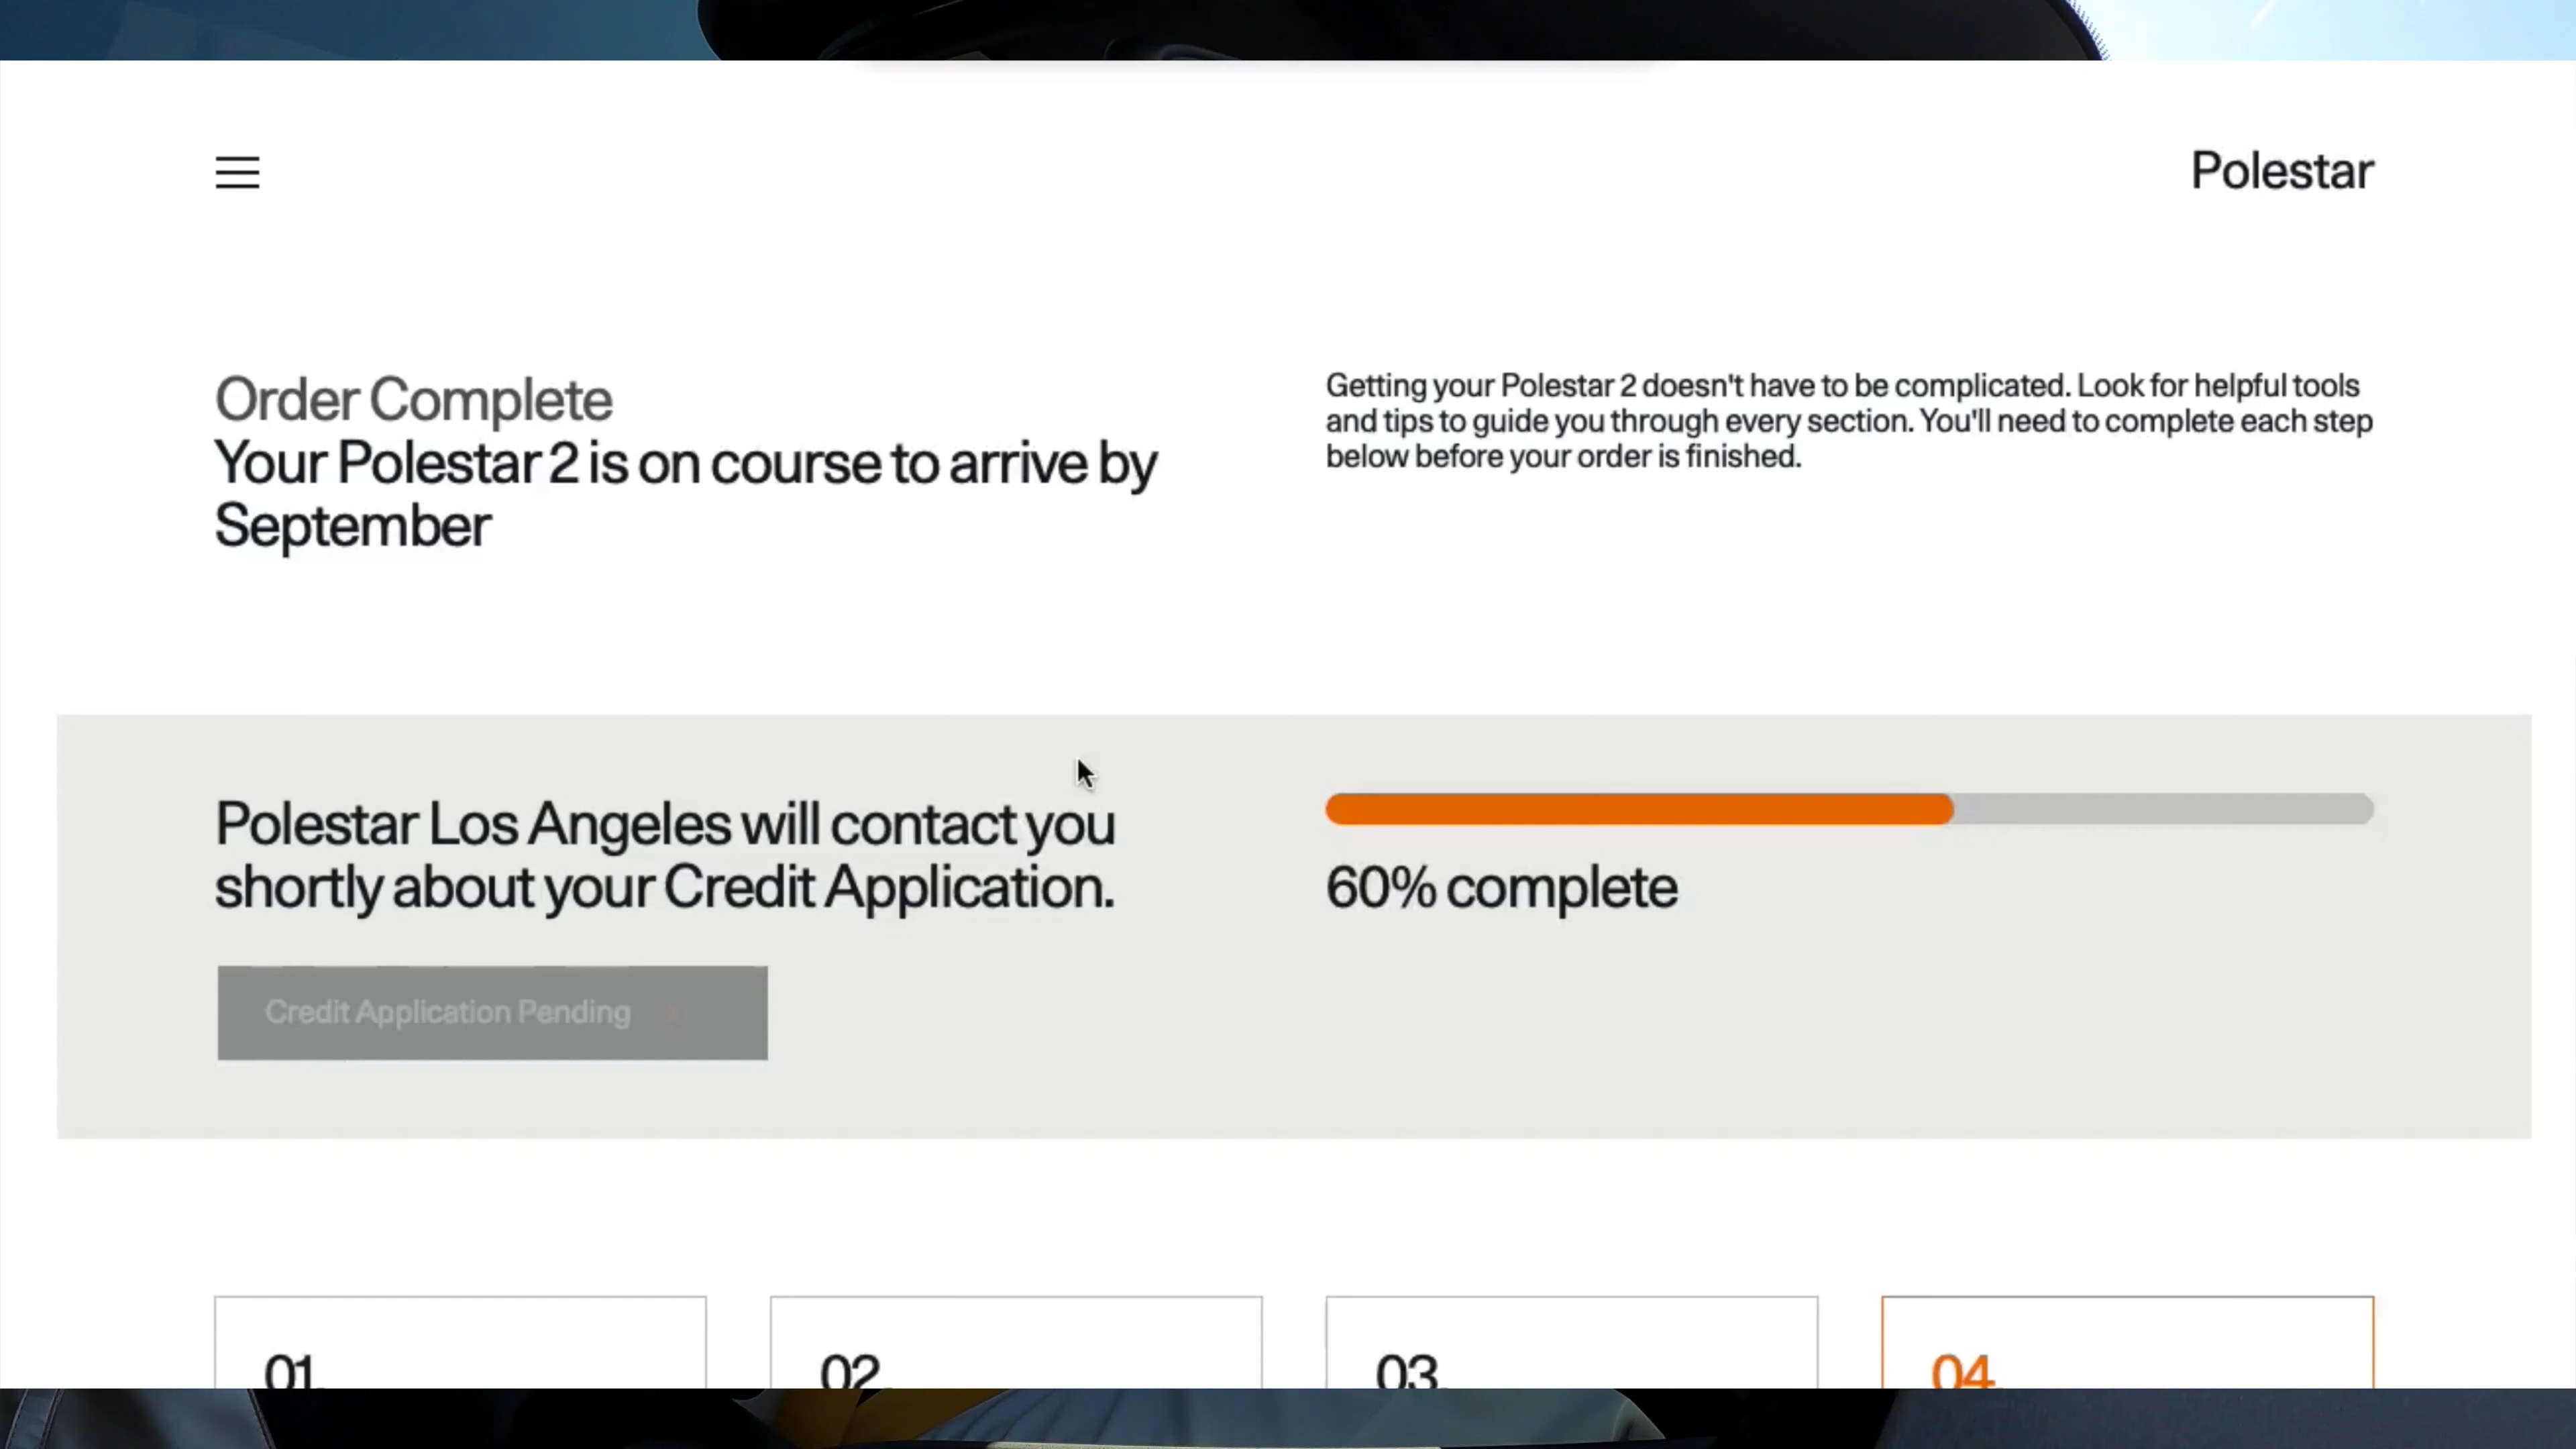 Polestar
Order Complete
Your Polestar 2 is on course to arrive by
September
Getting your Polestar 2 doesn't have to be complicated. Look for helpful tools
and tips to guide you through every section. You'll need to complete each step
below before your order is finished.
Polestar Los Angeles will contact you
shortly about your Credit Application.
60% complete
Credit Application Pending
01.
02.
03.
04.